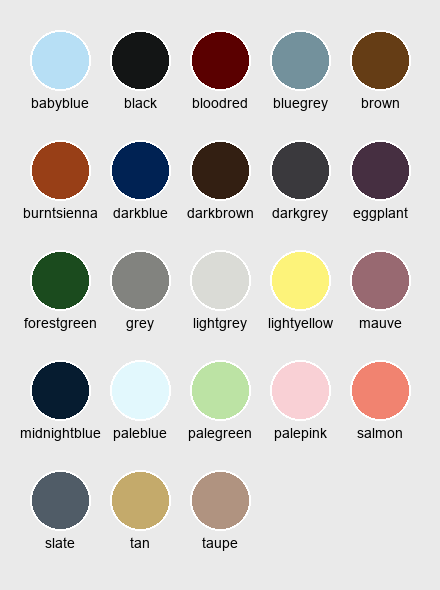 babyblue black bloodred bluegrey brown
burntsienna darkblue darkbrown darkgrey eggplant
forestgreen grey lightgrey lightyellow mauve
midnightblue paleblue palegreen palepink salmon
slate tan taupe